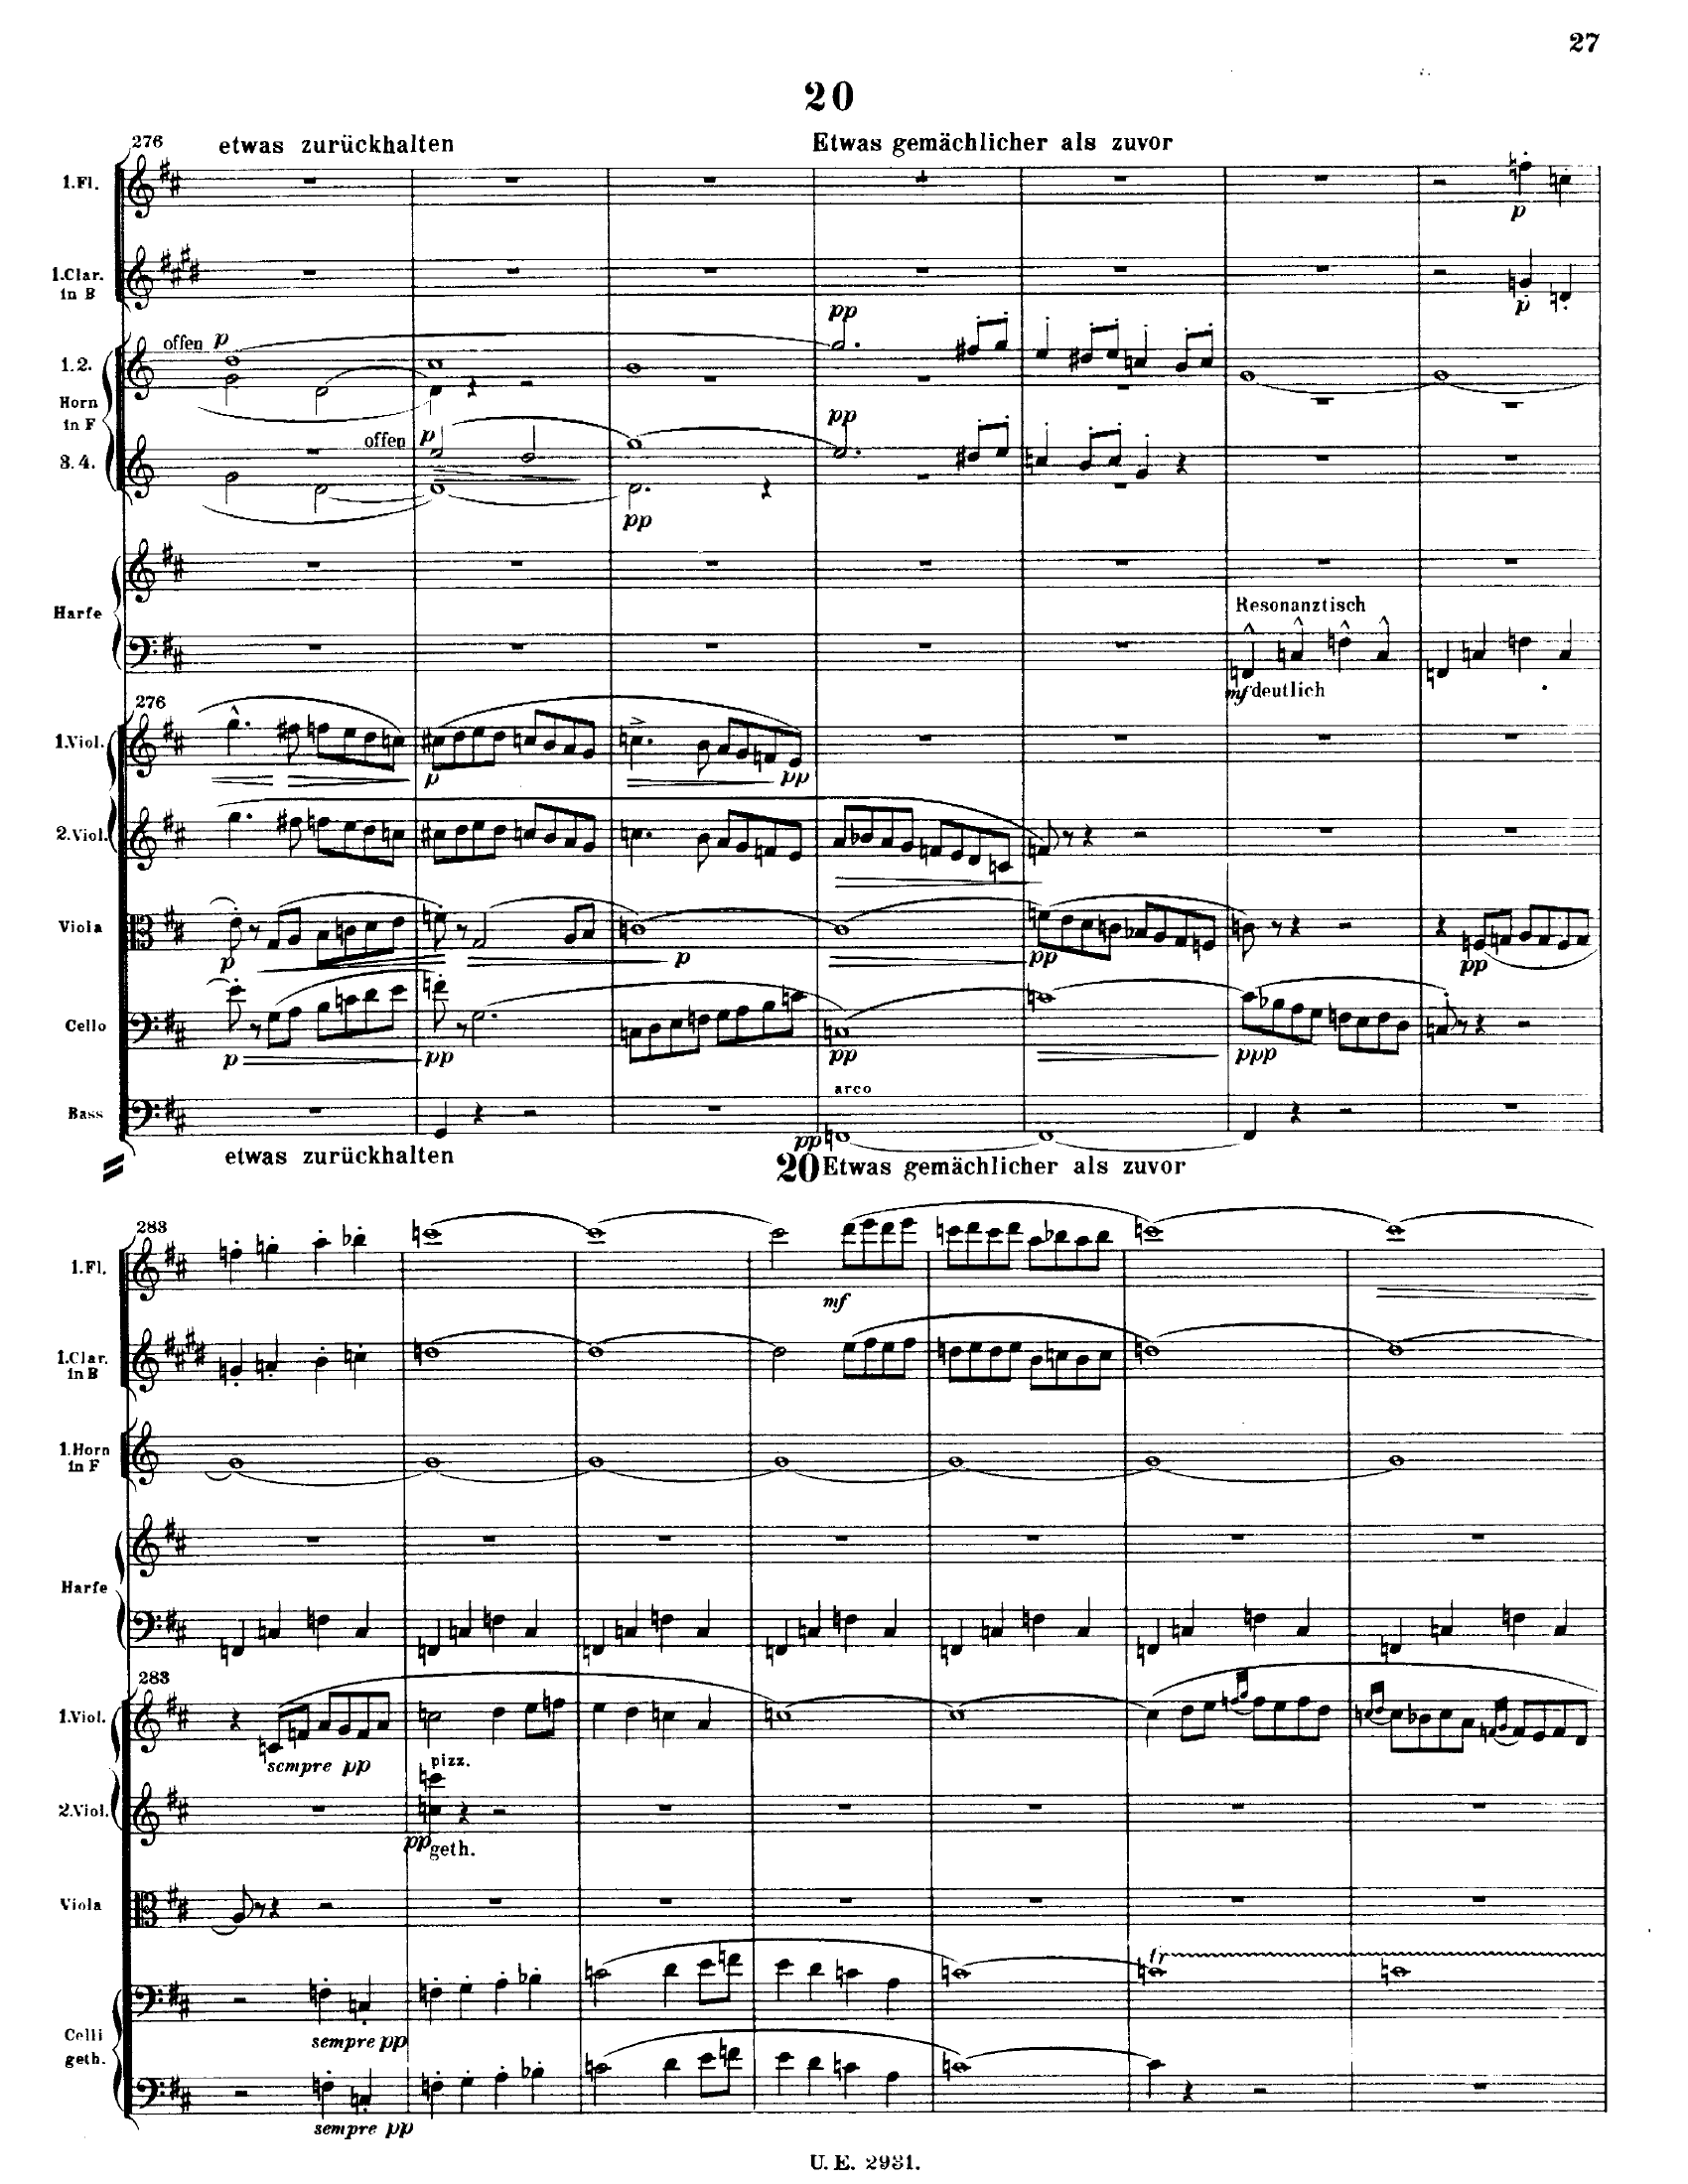 27
20
276 etwas zurückhalten Etwas gemächlicher als zuvor
1.Fl.
p
1.Clar.
in B
p
pp
offen p
1.2.
Horn
in F
pp
offen p
3.4.
pp
Harfe
Resonanztisch
mf deutlich
276
1.Viol.
p pp
2.Viol.
Viola
p p pp pp
Cello
p pp pp ppp
arco
Bass
pp
etwas zurückhalten 20 Etwas gemächlicher als zuvor
283
1.Fl.
mf
1.Clar.
in B
1.Horn
in F
Harfe
283
1.Viol.
sempre pp pizz.
2.Viol.
pp geth.
Viola
tr
sempre pp
Celli
geth.
sempre pp
U. E. 2931.